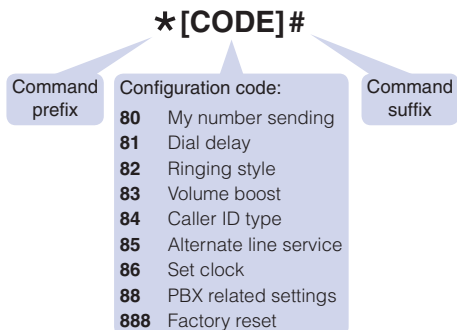 *[CODE]#
Command prefix
Configuration code:
Command suffix
80 My number sending
81 Dial delay
82 Ringing style
83 Volume boost
84 Caller ID type
85 Alternate line service
86 Set clock
88 PBX related settings
888 Factory reset